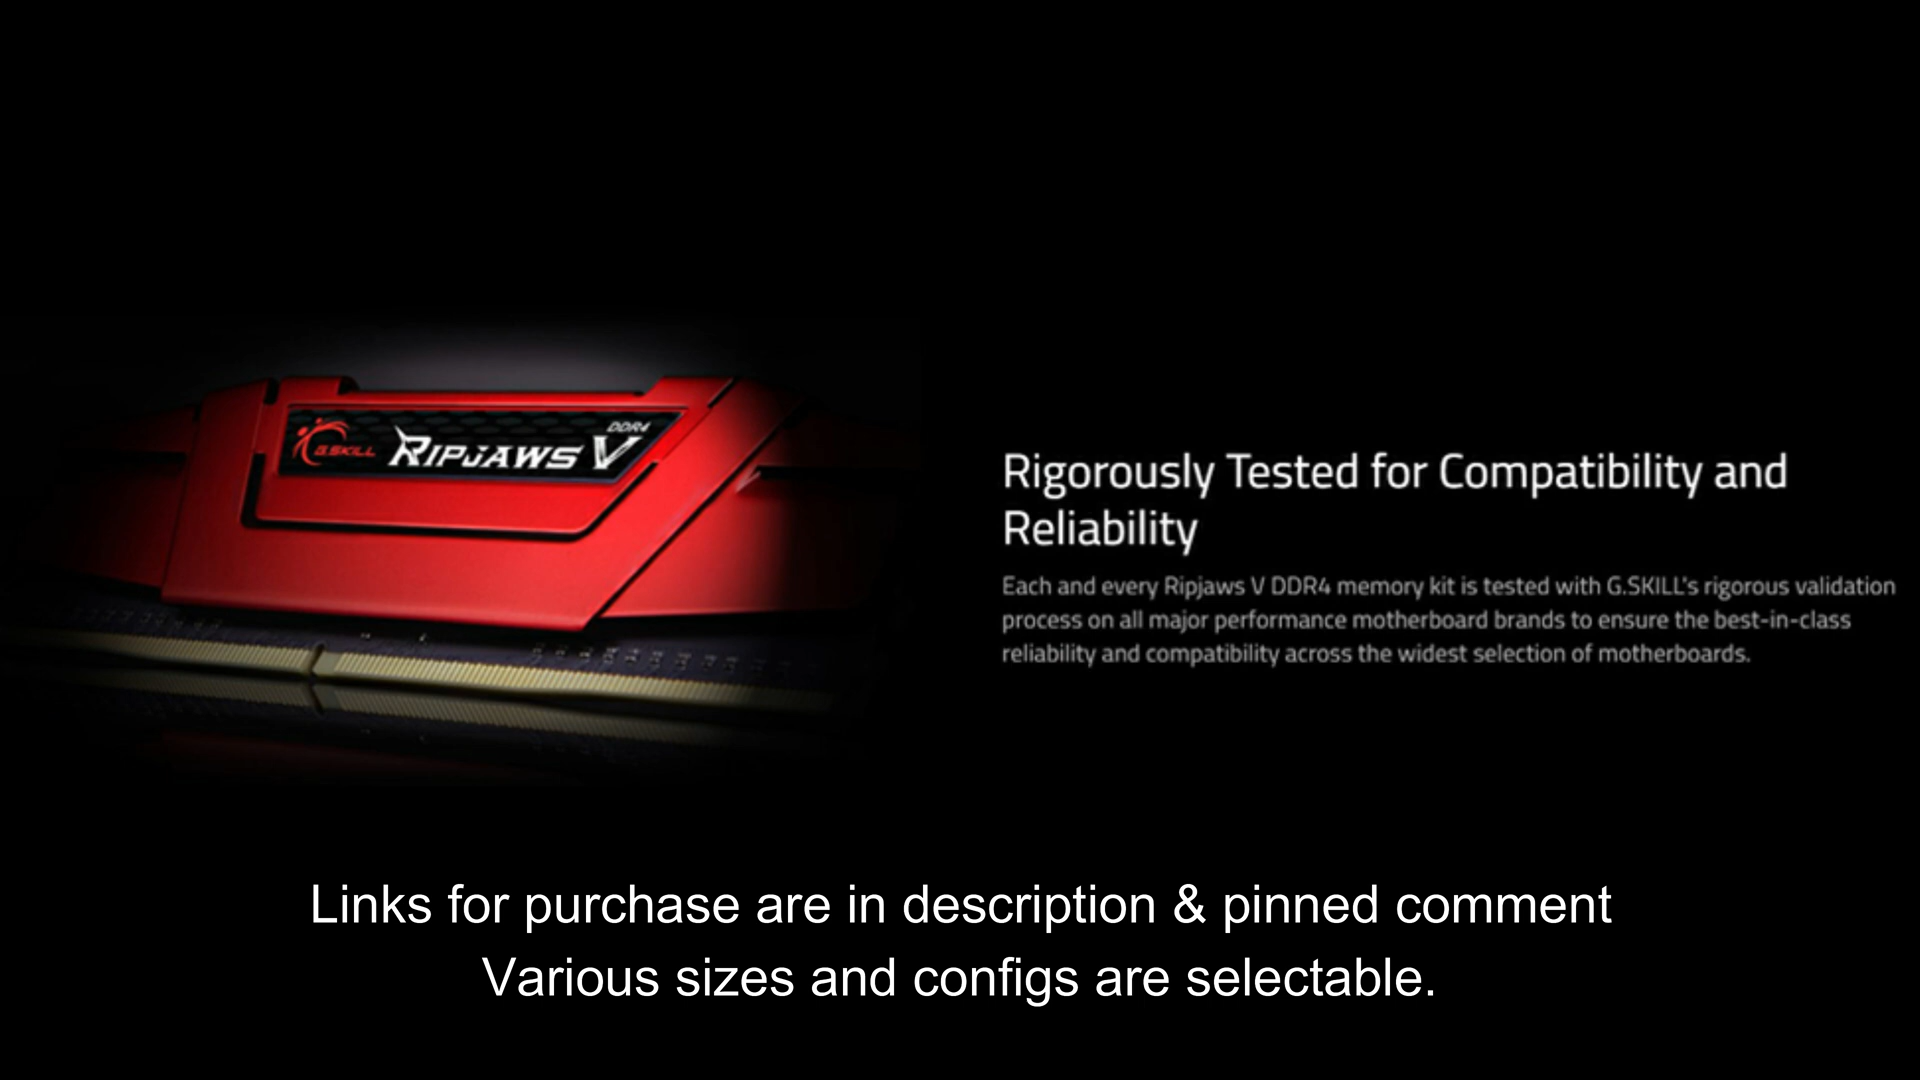 G.SKILL RIPJAWS V DDR4
Rigorously Tested for Compatibility and
Reliability
Each and every Ripjaws V DDR4 memory kit is tested with G.SKILL's rigorous validation
process on all major performance motherboard brands to ensure the best-in-class
reliability and compatibility across the widest selection of motherboards.
Links for purchase are in description & pinned comment
Various sizes and configs are selectable.